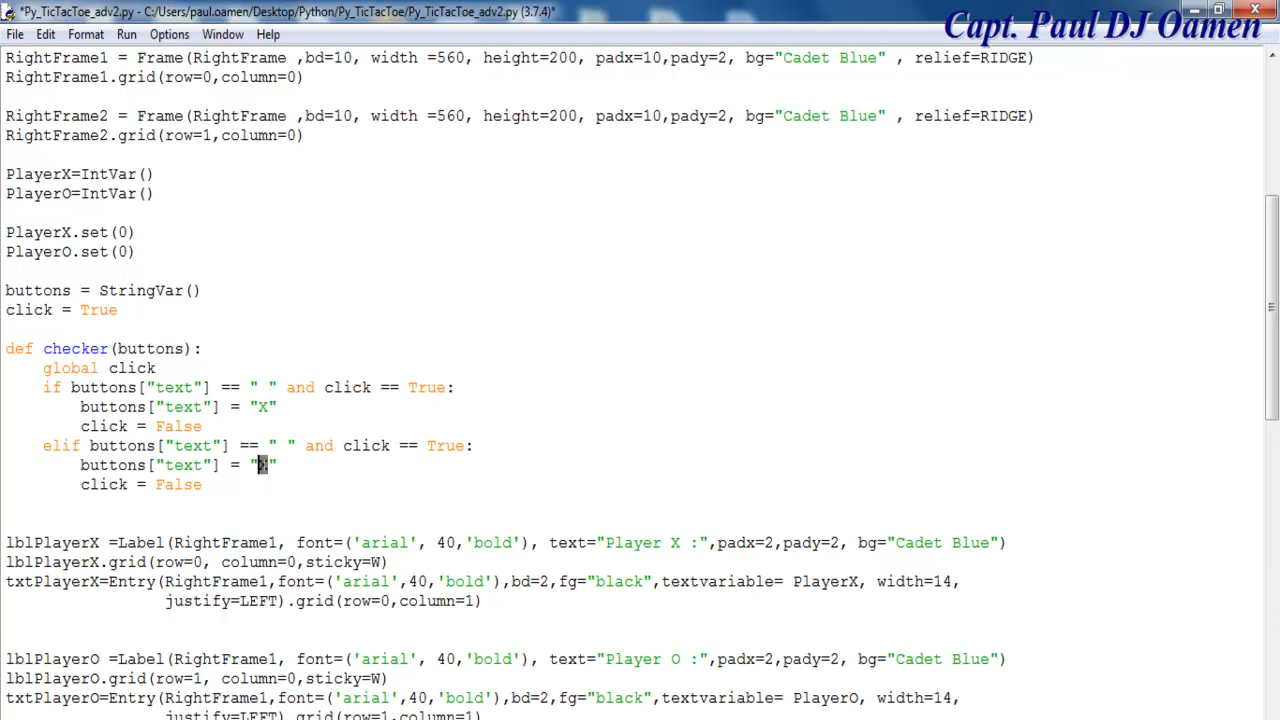 *Py_TicTacToe_adv2.py - C:/Users/paul.oamen/Desktop/Python/Py_TicTacToe/Py_TicTacToe_adv2.py (3.7.4)*
Capt. Paul DJ Oamen
File Edit Format Run Options Window Help
RightFrame1 = Frame(RightFrame ,bd=10, width =560, height=200, padx=10,pady=2, bg="Cadet Blue" , relief=RIDGE)
RightFrame1.grid(row=0,column=0)
RightFrame2 = Frame(RightFrame ,bd=10, width =560, height=200, padx=10,pady=2, bg="Cadet Blue" , relief=RIDGE)
RightFrame2.grid(row=1,column=0)
PlayerX=IntVar()
PlayerO=IntVar()
PlayerX.set(0)
PlayerO.set(0)
buttons = StringVar()
click = True
def checker(buttons):
    global click
    if buttons["text"] == " " and click == True:
        buttons["text"] = "X"
        click = False
    elif buttons["text"] == " " and click == True:
        buttons["text"] = "X"
        click = False
lblPlayerX =Label(RightFrame1, font=('arial', 40,'bold'), text="Player X :",padx=2,pady=2, bg="Cadet Blue")
lblPlayerX.grid(row=0, column=0,sticky=W)
txtPlayerX=Entry(RightFrame1,font=('arial',40,'bold'),bd=2,fg="black",textvariable= PlayerX, width=14,
                 justify=LEFT).grid(row=0,column=1)
lblPlayerO =Label(RightFrame1, font=('arial', 40,'bold'), text="Player O :",padx=2,pady=2, bg="Cadet Blue")
lblPlayerO.grid(row=1, column=0,sticky=W)
txtPlayerO=Entry(RightFrame1,font=('arial',40,'bold'),bd=2,fg="black",textvariable= PlayerO, width=14,
                 justify=LEFT).grid(row=1,column=1)